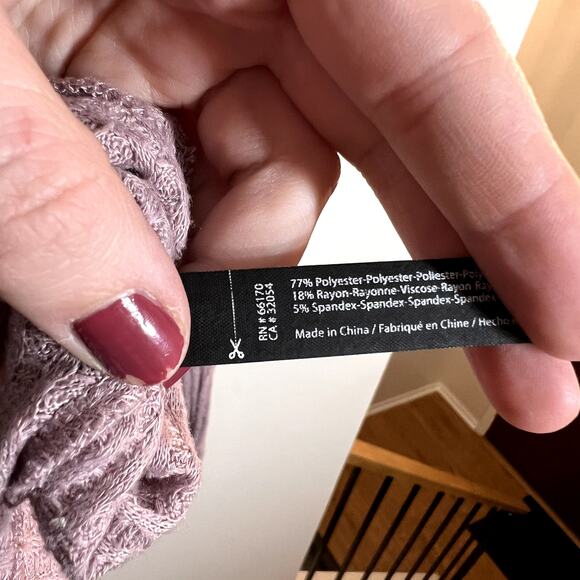 RN # 66170
CA # 32054
77% Polyester-Polyester-Poliester-
18% Rayon-Rayonne-Viscose-Rayon
5% Spandex-Spandex-Spandex-Spandex
Made in China / Fabriqué en Chine / Hecho